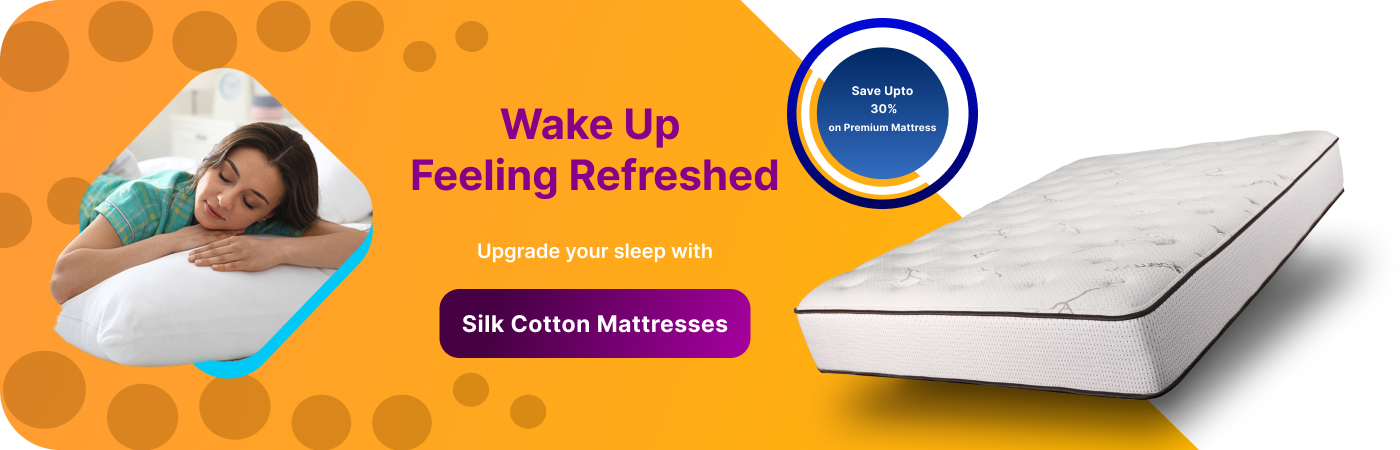 Wake Up
Feeling Refreshed
Upgrade your sleep with
Silk Cotton Mattresses
Save Upto
30%
on Premium Mattress